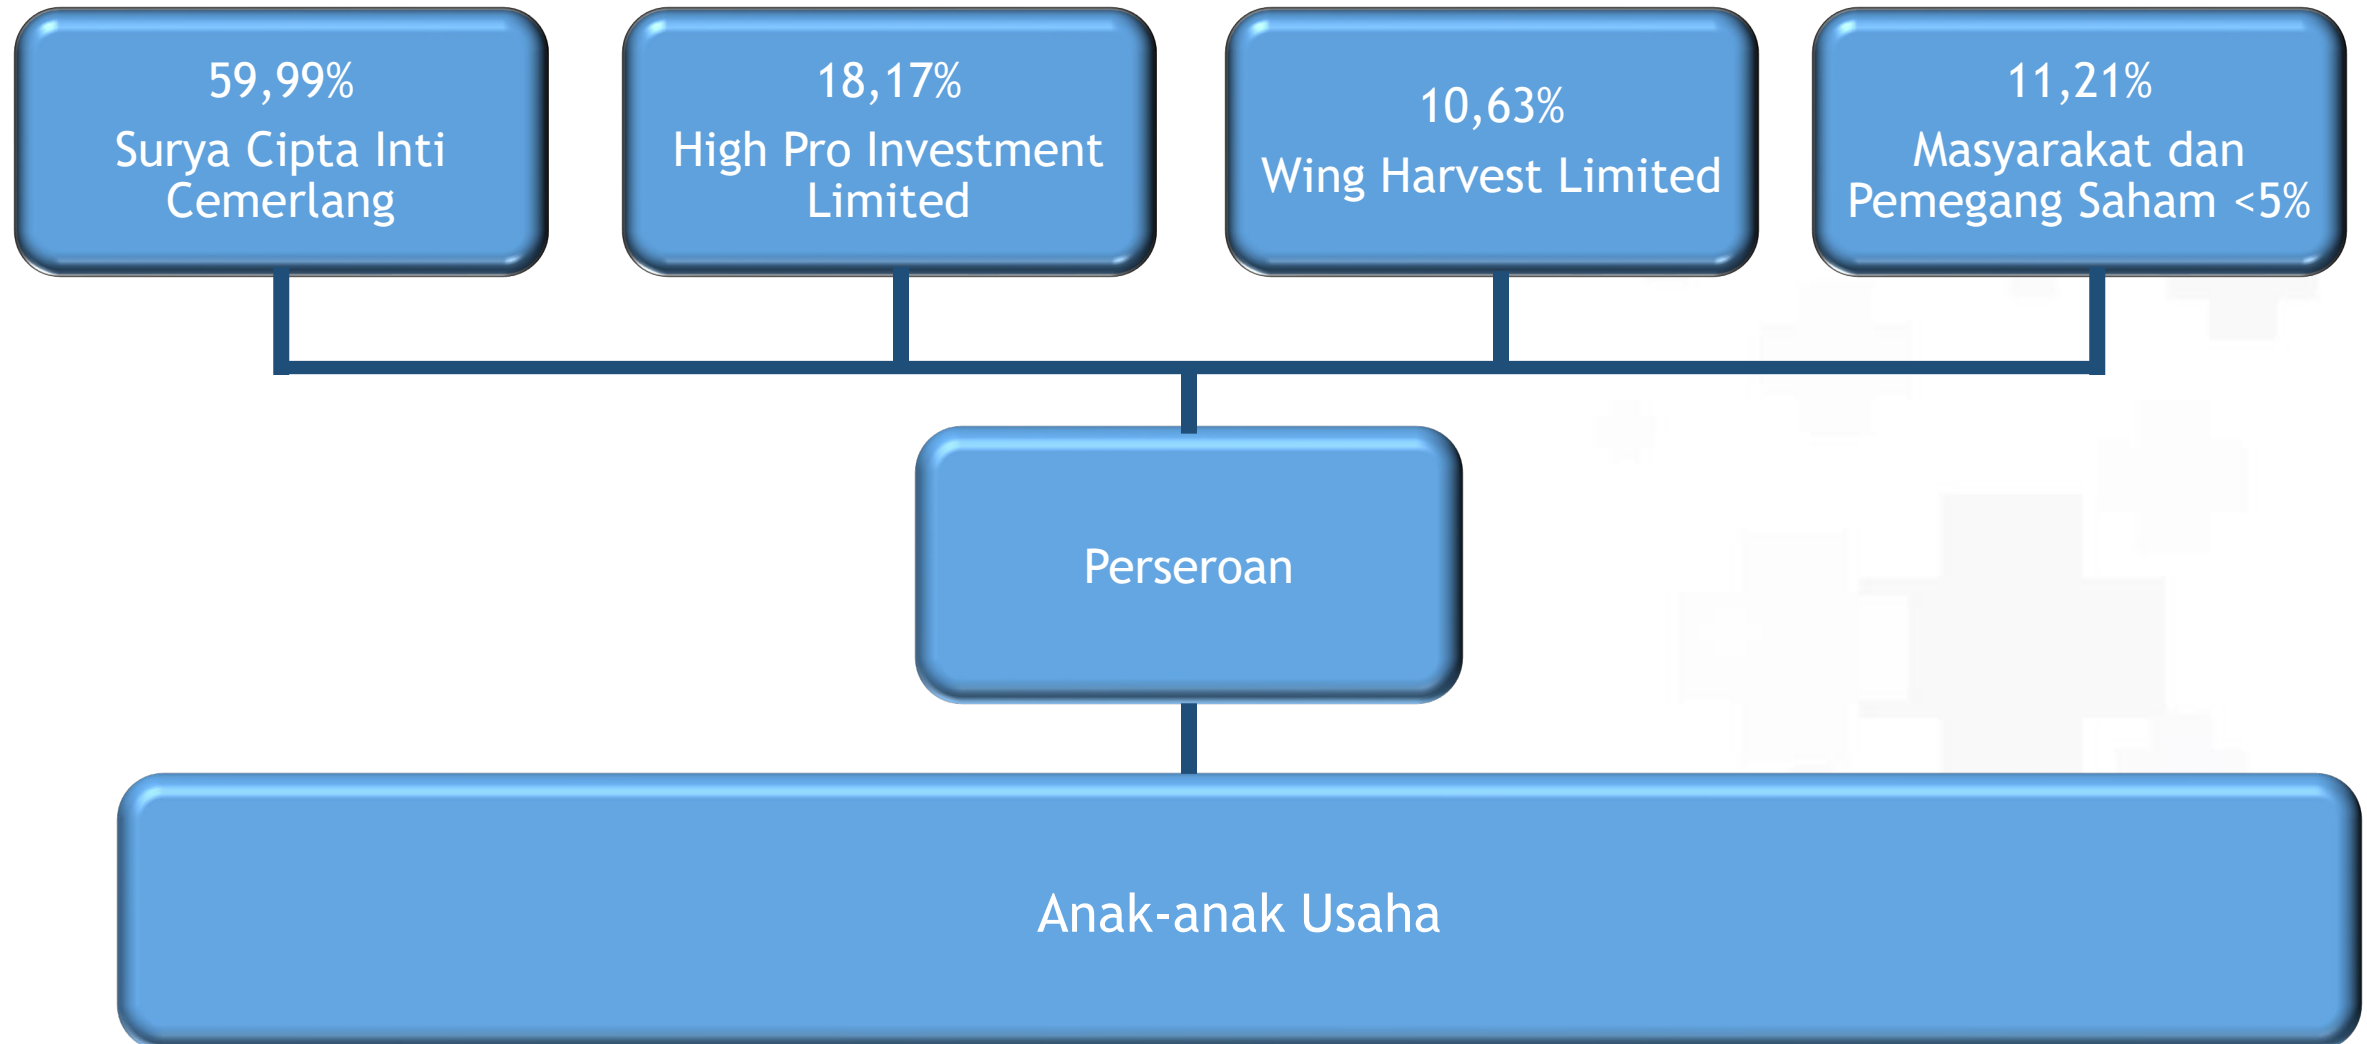 59,99%
Surya Cipta Inti
Cemerlang
18,17%
High Pro Investment
Limited
10,63%
Wing Harvest Limited
11,21%
Masyarakat dan
Pemegang Saham <5%
Perseroan
Anak-anak Usaha